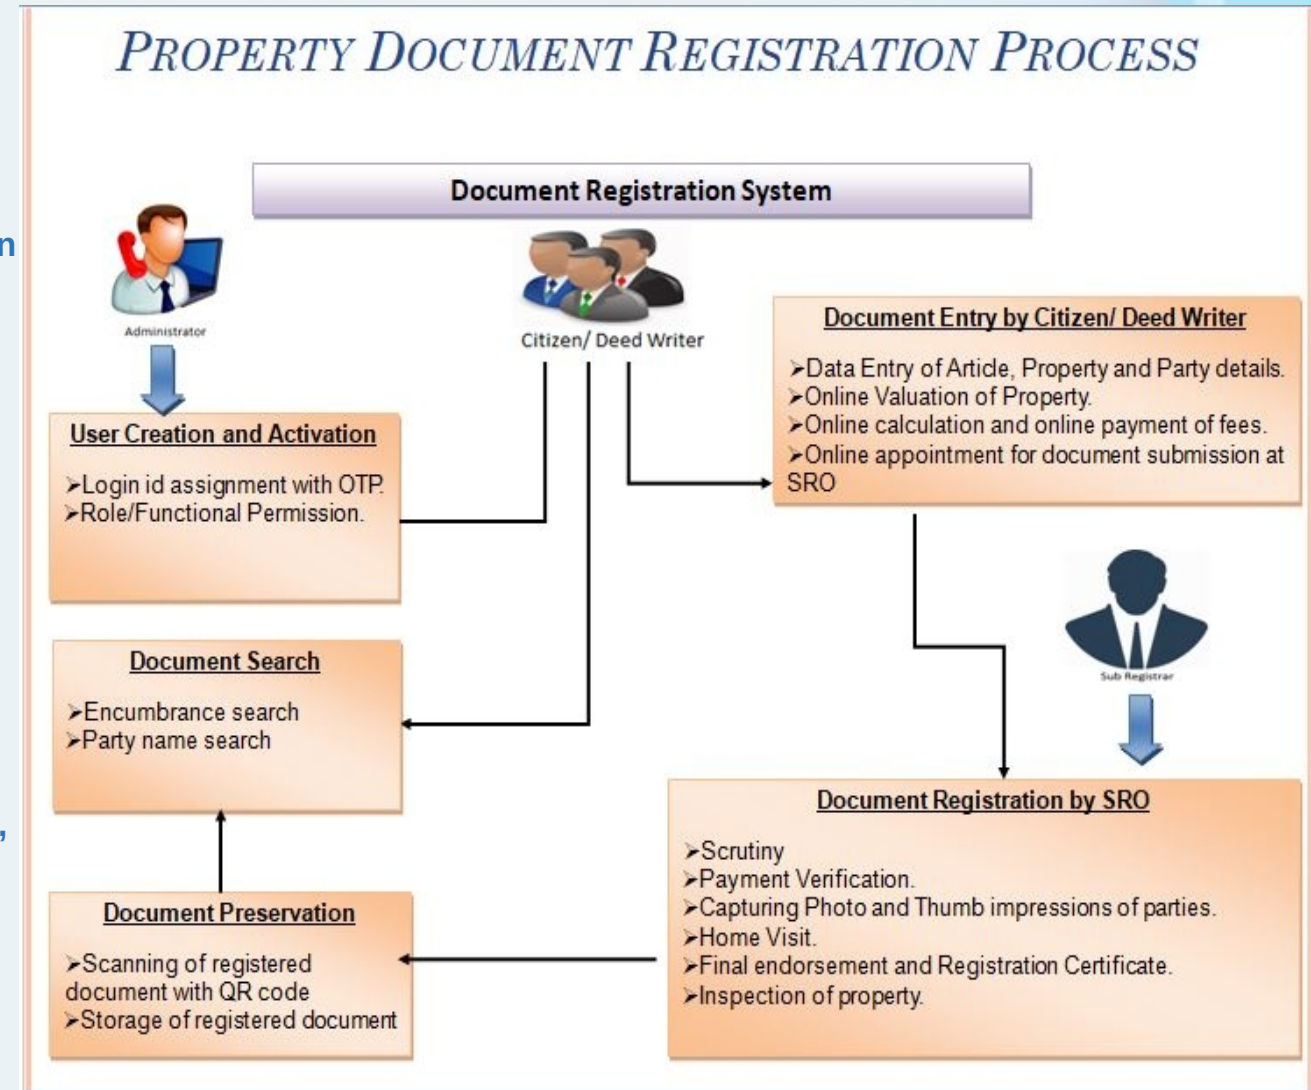 PROPERTY DOCUMENT REGISTRATION PROCESS
Document Registration System
n
Administrator
Citizen/ Deed Writer
Document Entry by Citizen/ Deed Writer
➢Data Entry of Article, Property and Party details.
➢Online Valuation of Property.
➢Online calculation and online payment of fees.
➢Online appointment for document submission at
SRO
User Creation and Activation
➢Login id assignment with OTP.
➢Role/Functional Permission.
Sub Registrar
Document Search
➢Encumbrance search
➢Party name search
Document Registration by SRO
➢Scrutiny
➢Payment Verification.
➢Capturing Photo and Thumb impressions of parties.
➢Home Visit.
➢Final endorsement and Registration Certificate.
➢Inspection of property.
,
Document Preservation
➢Scanning of registered
document with QR code
➢Storage of registered document